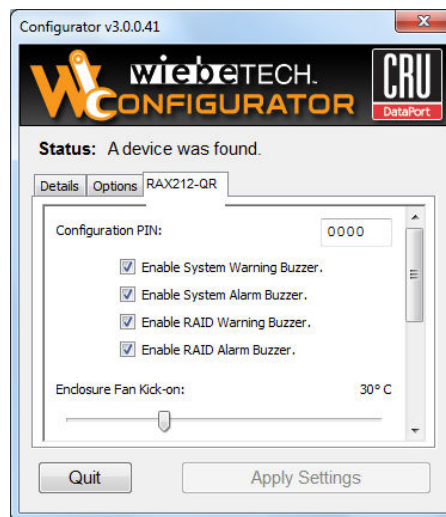 Configurator v3.0.0.41
wiebeTECH.
CONFIGURATOR
CRU
DataPort
Status: A device was found.
Details Options RAX212-QR
Configuration PIN: 0000
Enable System Warning Buzzer.
Enable System Alarm Buzzer.
Enable RAID Warning Buzzer.
Enable RAID Alarm Buzzer.
Enclosure Fan Kick-on: 30° C
Quit Apply Settings